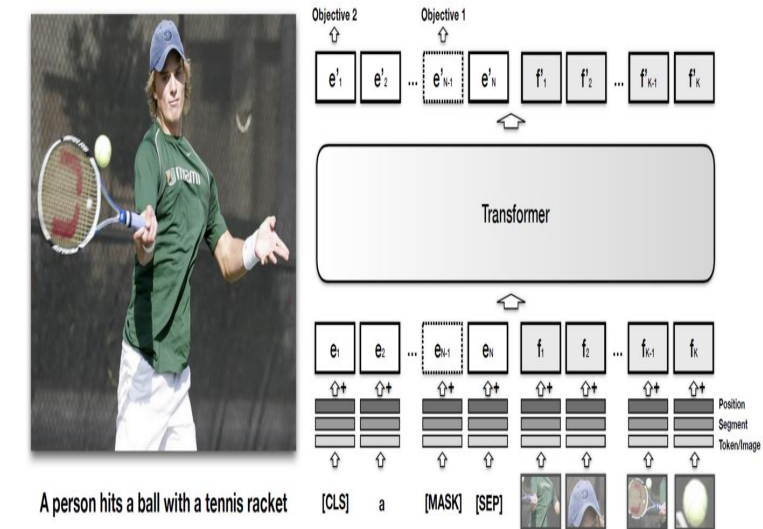 Objective 2 Objective 1
e'1 e'2 ... e'N-1 e'N f'1 f'2 ... f'K-1 f'K
Transformer
e1 e2 ... eN-1 eN f1 f2 ... fK-1 fK
+ + + + + + + +
Position
Segment
Token/Image
[CLS] a [MASK] [SEP]
mami
A person hits a ball with a tennis racket